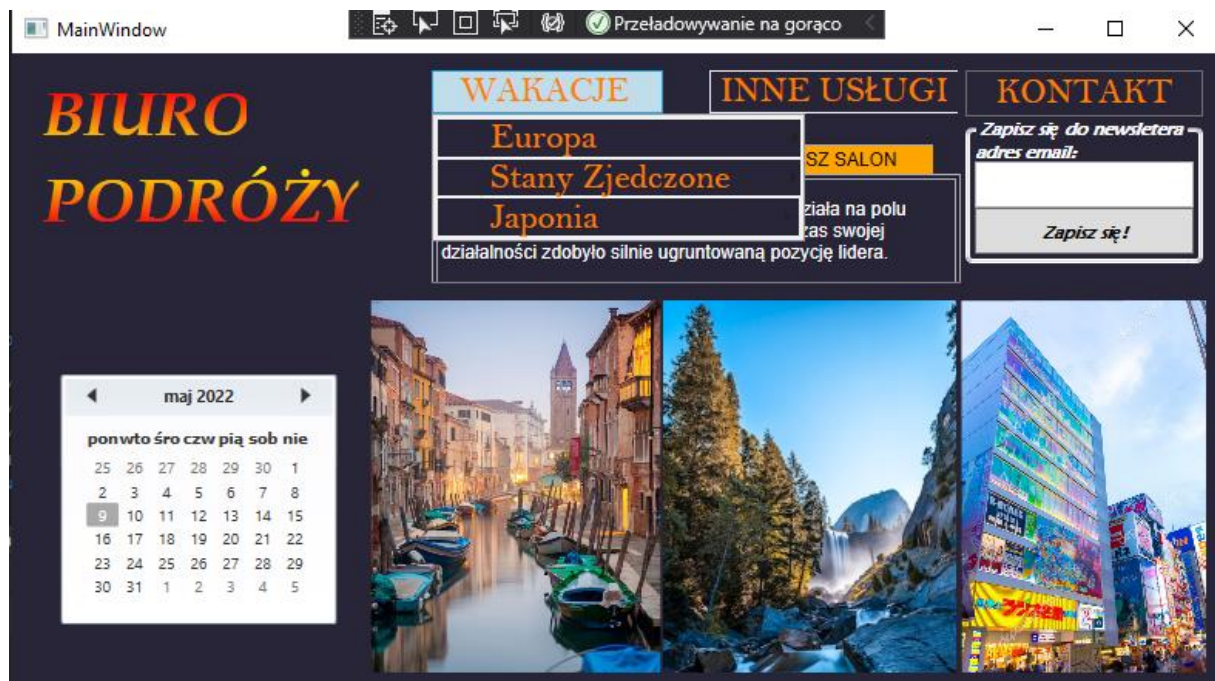 MainWindow
Przeładowywanie na gorąco
BIURO
PODRÓŻY
WAKACJE
INNE USŁUGI
KONTAKT
Europa
Stany Zjedczone
Japonia
SZ SALON
ziała na polu
zas swojej
działalności zdobyło silnie ugruntowaną pozycję lidera.
Zapisz się do newsletera
adres email:
Zapisz się!
maj 2022
pon wto śro czw pią sob nie
25 26 27 28 29 30 1
2 3 4 5 6 7 8
9 10 11 12 13 14 15
16 17 18 19 20 21 22
23 24 25 26 27 28 29
30 31 1 2 3 4 5